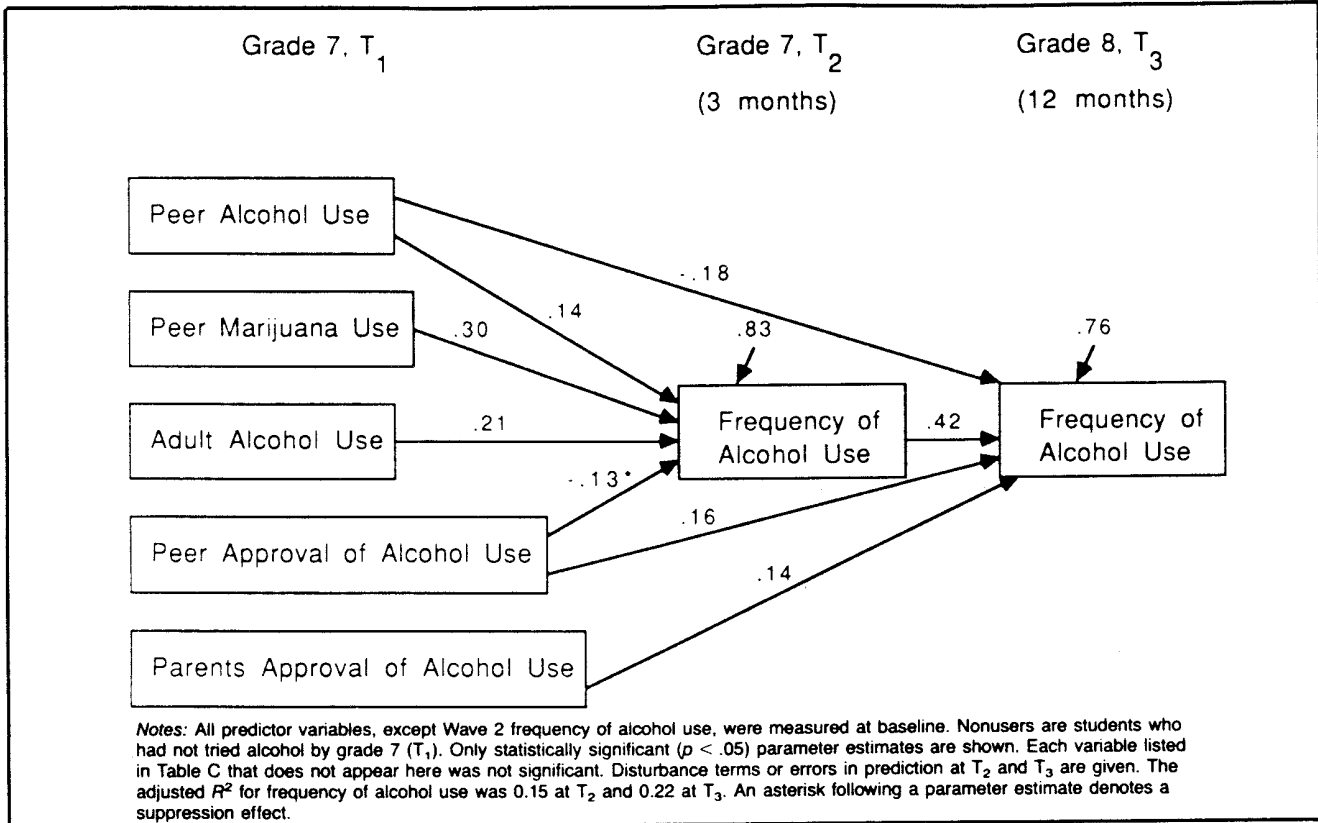 Grade 7, T1
Grade 7, T2
Grade 8, T3
(3 months)
(12 months)
Peer Alcohol Use
-.18
.14
Peer Marijuana Use
.30
.83
.76
Adult Alcohol Use
.21
Frequency of
Alcohol Use
.42
Frequency of
Alcohol Use
-.13*
Peer Approval of Alcohol Use
.16
.14
Parents Approval of Alcohol Use
Notes: All predictor variables, except Wave 2 frequency of alcohol use, were measured at baseline. Nonusers are students who
had not tried alcohol by grade 7 (T1). Only statistically significant (p < .05) parameter estimates are shown. Each variable listed
in Table C that does not appear here was not significant. Disturbance terms or errors in prediction at T2 and T3 are given. The
adjusted R2 for frequency of alcohol use was 0.15 at T2 and 0.22 at T3. An asterisk following a parameter estimate denotes a
suppression effect.